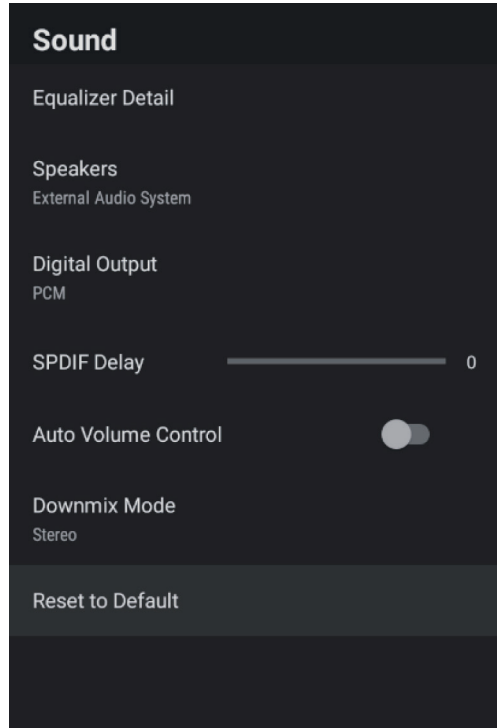 Sound
Equalizer Detail
Speakers
External Audio System
Digital Output
PCM
SPDIF Delay 0
Auto Volume Control
Downmix Mode
Stereo
Reset to Default